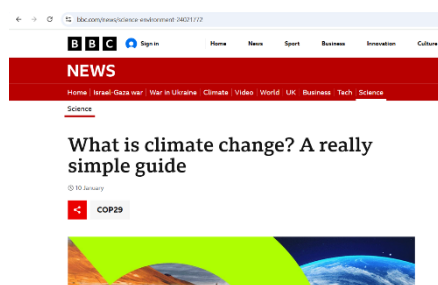 bbc.com/news/science-environment-24021772
BBC Sign in Home News Sport Business Innovation Culture
NEWS
Home Israel-Gaza war War in Ukraine Climate Video World UK Business Tech Science
Science
What is climate change? A really
simple guide
10 January
COP29